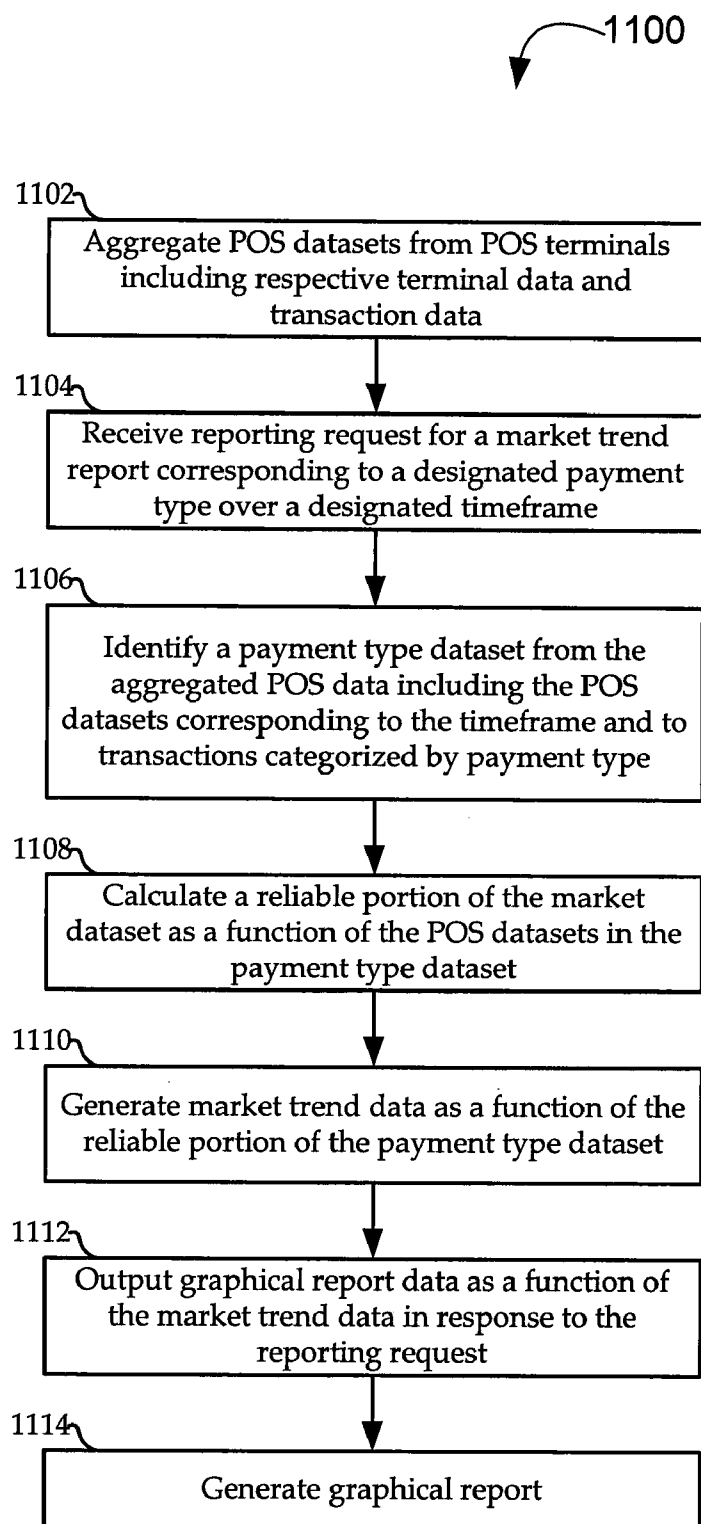 1100
1102
Aggregate POS datasets from POS terminals
including respective terminal data and
transaction data
1104
Receive reporting request for a market trend
report corresponding to a designated payment
type over a designated timeframe
1106
Identify a payment type dataset from the
aggregated POS data including the POS
datasets corresponding to the timeframe and to
transactions categorized by payment type
1108
Calculate a reliable portion of the market
dataset as a function of the POS datasets in the
payment type dataset
1110
Generate market trend data as a function of the
reliable portion of the payment type dataset
1112
Output graphical report data as a function of
the market trend data in response to the
reporting request
1114
Generate graphical report